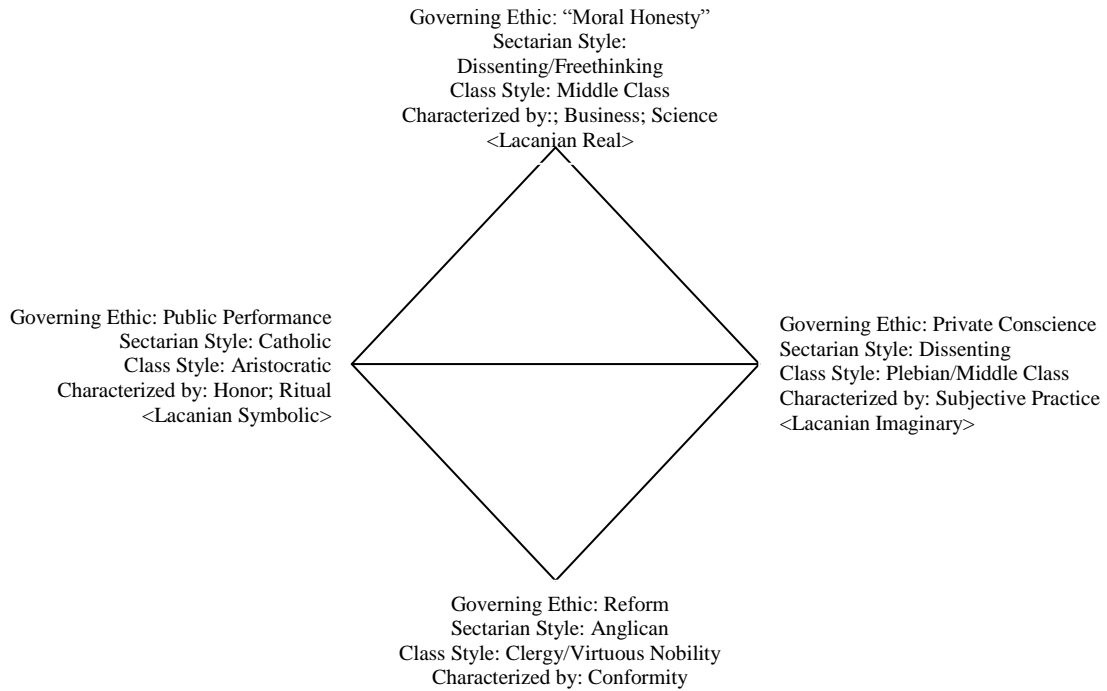 Governing Ethic: “Moral Honesty”
Sectarian Style:
Dissenting/Freethinking
Class Style: Middle Class
Characterized by:; Business; Science
<Lacanian Real>
Governing Ethic: Public Performance
Sectarian Style: Catholic
Class Style: Aristocratic
Characterized by: Honor; Ritual
<Lacanian Symbolic>
Governing Ethic: Private Conscience
Sectarian Style: Dissenting
Class Style: Plebian/Middle Class
Characterized by: Subjective Practice
<Lacanian Imaginary>
Governing Ethic: Reform
Sectarian Style: Anglican
Class Style: Clergy/Virtuous Nobility
Characterized by: Conformity